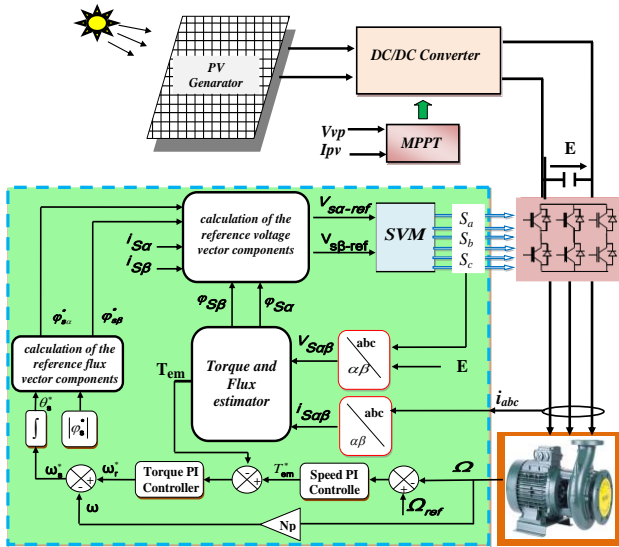 PV
Genarator
DC/DC Converter
Vvp
Ipv
MPPT
E
calculation of the
reference voltage
vector components
Vsα-ref
Vsβ-ref
SVM
Sa
Sb
Sc
iSα
iSβ
φSβ
φSα
φ*sα
φ*sβ
calculation of the
reference flux
vector components
Torque and
Flux
estimator
Tem
VSαβ
abc
αβ
E
iSαβ
abc
αβ
iabc
θ*s
∫
|φ*s|
ω*s
ω*r
Torque PI
Controller
T*em
Speed PI
Controlle
Ω
Ωref
ω
Np